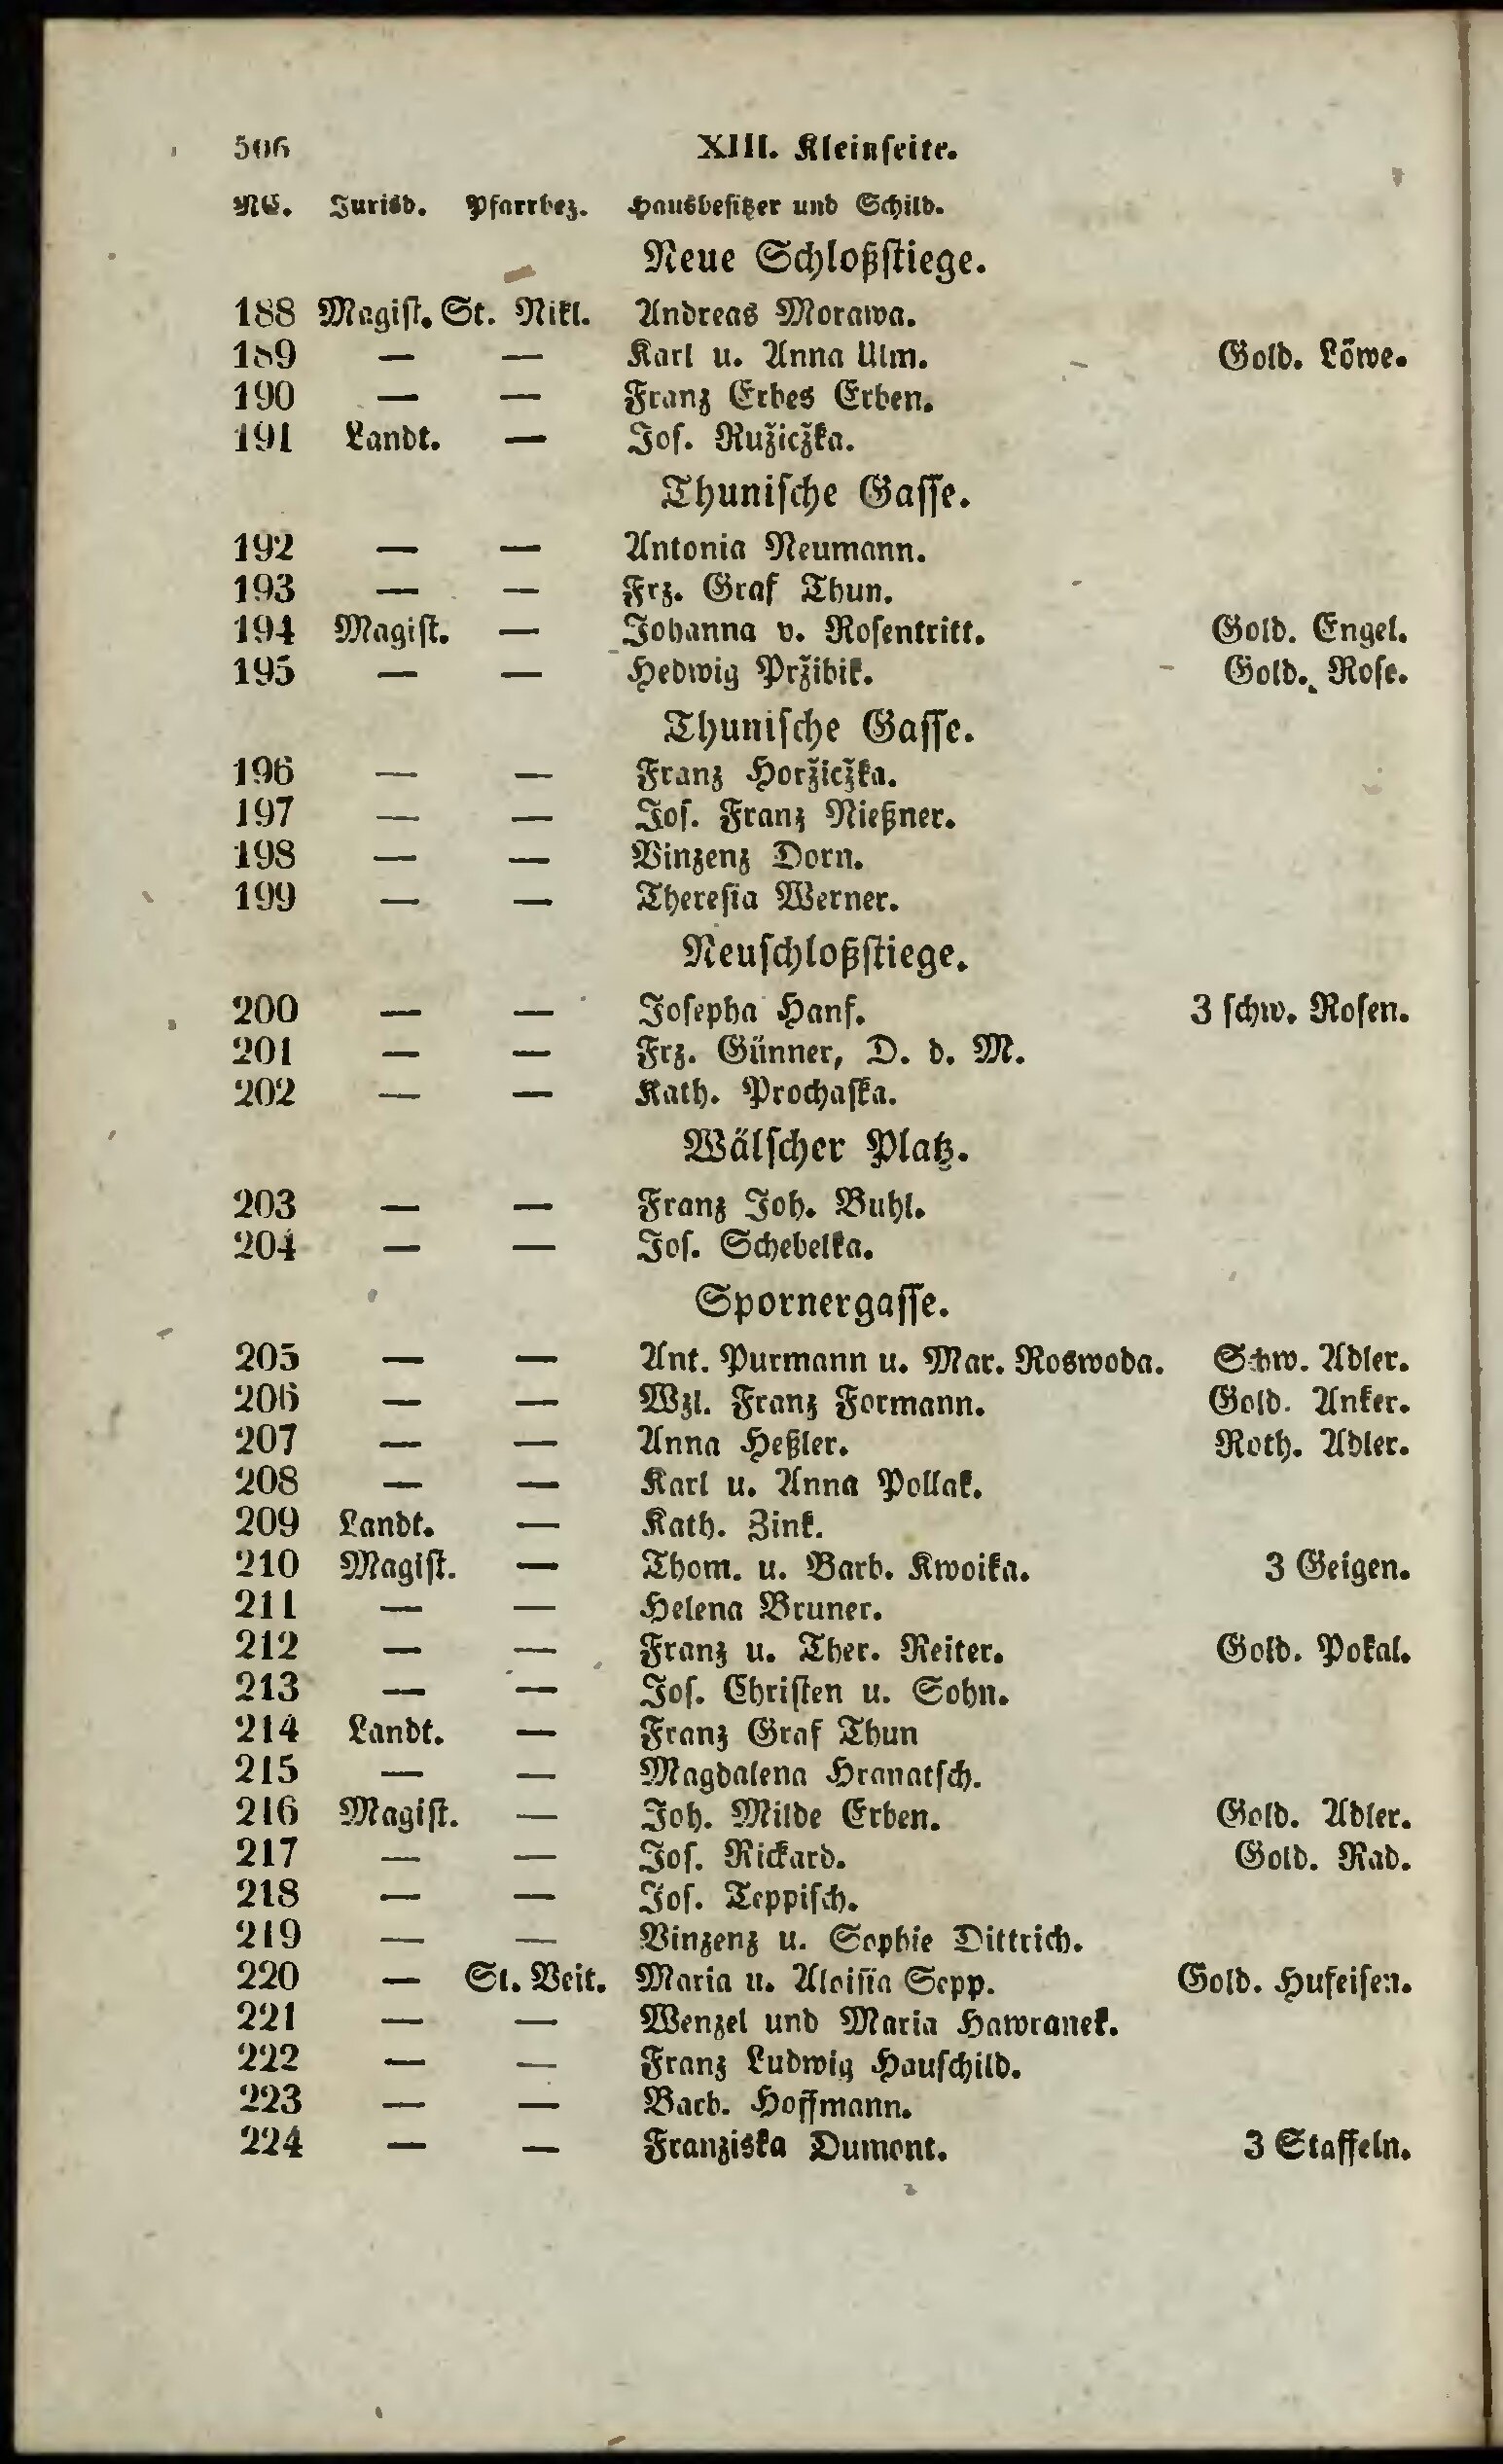 506 XIII. Kleinseite.
NC. Jurisd. Pfarrbez. Hausbesitzer und Schild.
Neue Schloßstiege.
188 Magist. St. Nikl. Andreas Morawa.
189 — — Karl u. Anna Ulm. Gold. Löwe.
190 — — Franz Erbes Erben.
191 Landt. — Jos. Ružiczka.
Thunische Gasse.
192 — — Antonia Neumann.
193 — — Frz. Graf Thun.
194 Magist. — Johanna v. Rosentritt. Gold. Engel.
195 — — Hedwig Pržibik. Gold. Rose.
Thunische Gasse.
196 — — Franz Horžiczka.
197 — — Jos. Franz Nießner.
198 — — Vinzenz Dorn.
199 — — Theresia Werner.
Neuschloßstiege.
200 — — Josepha Hanf. 3 schw. Rosen.
201 — — Frz. Günner, D. d. M.
202 — — Kath. Prochaska.
Wälscher Platz.
203 — — Franz Joh. Buhl.
204 — — Jos. Schebelka.
Spornergasse.
205 — — Ant. Purmann u. Mar. Roswoda. Schw. Adler.
206 — — Wzl. Franz Formann. Gold. Anker.
207 — — Anna Heßler. Roth. Adler.
208 — — Karl u. Anna Pollak.
209 Landt. — Kath. Zink.
210 Magist. — Thom. u. Barb. Kwoika. 3 Geigen.
211 — — Helena Bruner.
212 — — Franz u. Ther. Reiter. Gold. Pokal.
213 — — Jos. Christen u. Sohn.
214 Landt. — Franz Graf Thun
215 — — Magdalena Hranatsch.
216 Magist. — Joh. Milde Erben. Gold. Adler.
217 — — Jos. Rickard. Gold. Rad.
218 — — Jos. Teppisch.
219 — — Vinzenz u. Sophie Dittrich.
220 — St. Veit. Maria u. Aloisia Sepp. Gold. Hufeisen.
221 — — Wenzel und Maria Hawranek.
222 — — Franz Ludwig Hauschild.
223 — — Barb. Hoffmann.
224 — — Franziska Dumont. 3 Staffeln.